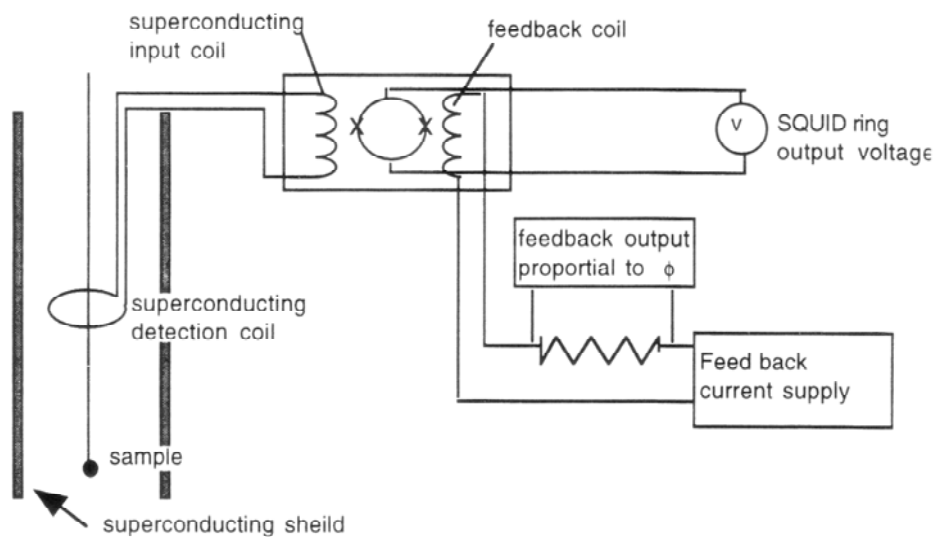 superconducting
input coil
feedback coil
V
SQUID ring
output voltage
feedback output
proportial to ϕ
superconducting
detection coil
Feed back
current supply
sample
superconducting sheild